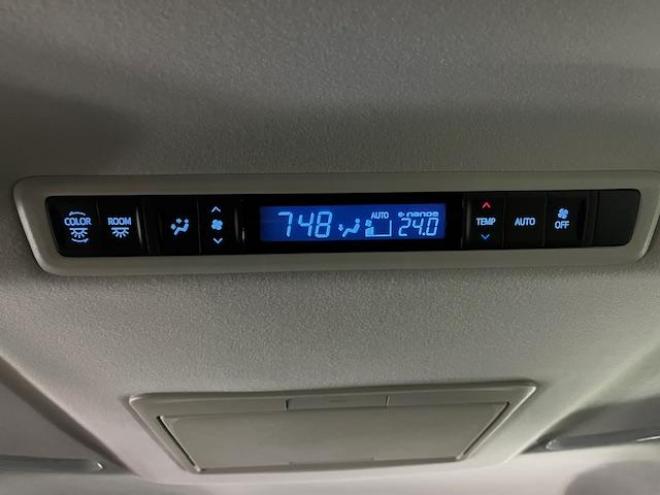 COLOR
ROOM
748
AUTO
nanoe
24.0
TEMP
AUTO
OFF